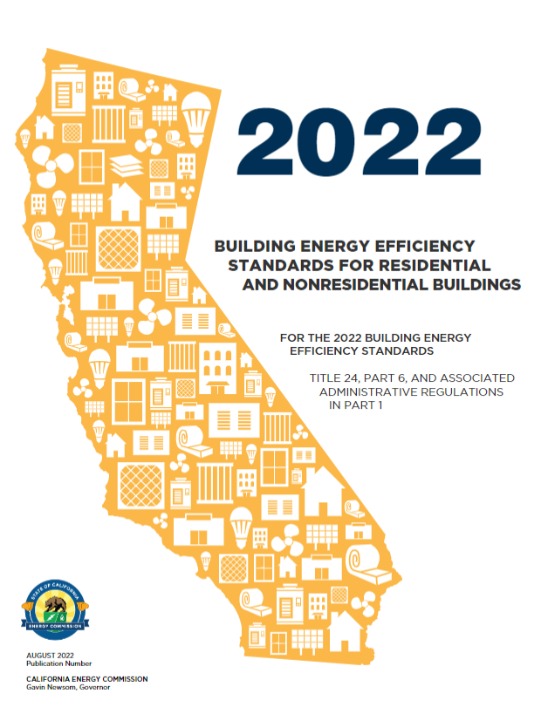 2022
BUILDING ENERGY EFFICIENCY
STANDARDS FOR RESIDENTIAL
AND NONRESIDENTIAL BUILDINGS
FOR THE 2022 BUILDING ENERGY
EFFICIENCY STANDARDS
TITLE 24, PART 6, AND ASSOCIATED
ADMINISTRATIVE REGULATIONS
IN PART 1
STATE OF CALIFORNIA
ENERGY COMMISSION
AUGUST 2022
Publication Number
CALIFORNIA ENERGY COMMISSION
Gavin Newsom, Governor